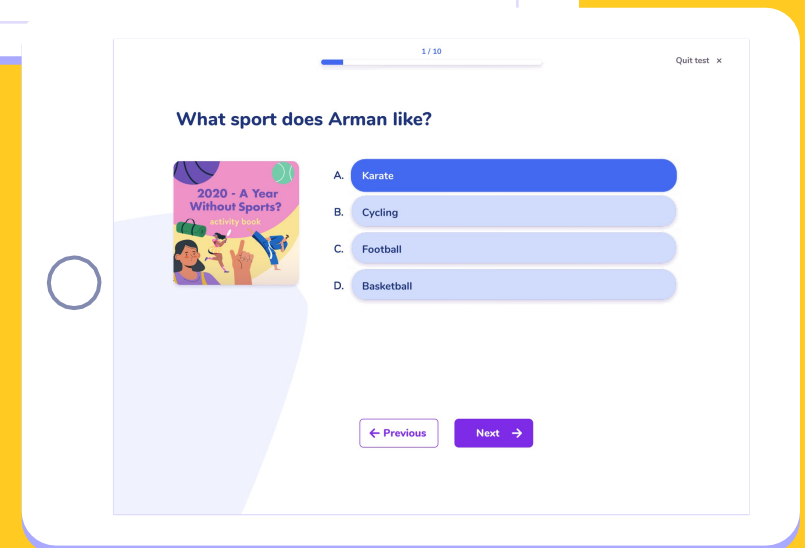 1 / 10
Quit test ×
What sport does Arman like?
2020 - A Year
Without Sports?
activity book
A. Karate
B. Cycling
C. Football
D. Basketball
← Previous
Next →